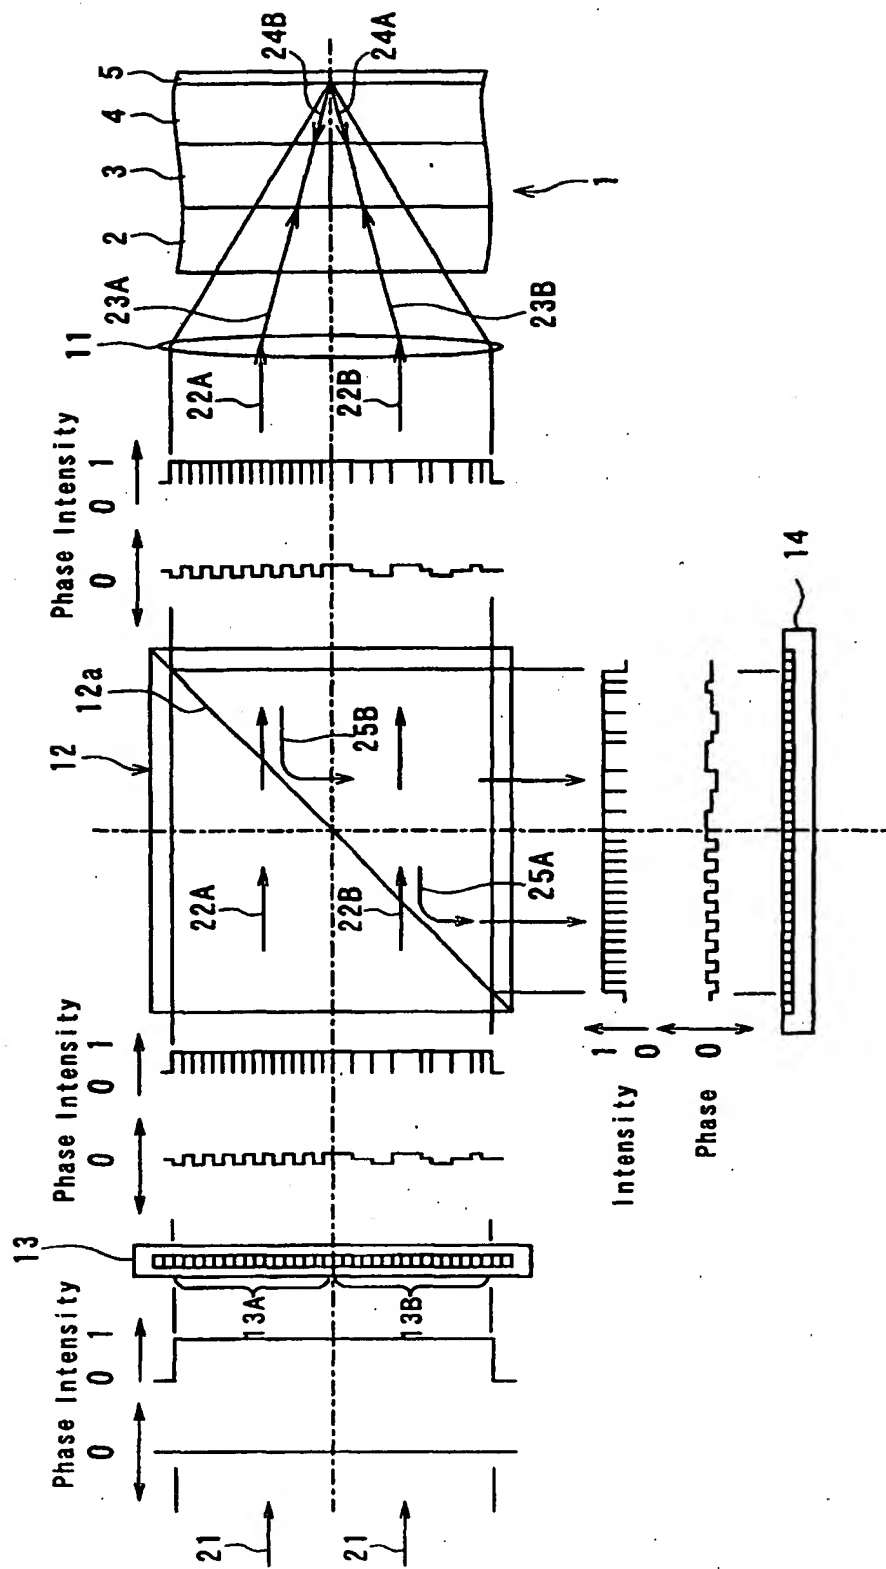 Phase Intensity
0 0 1
21
21
13
13A
13B
Phase Intensity
0 0 1
12
12a
22A
22B
25A
25B
Phase Intensity
0 0 1
11
22A
22B
23A
23B
2
3
4
5
24B
24A
1
Intensity
1
0
Phase
0
14